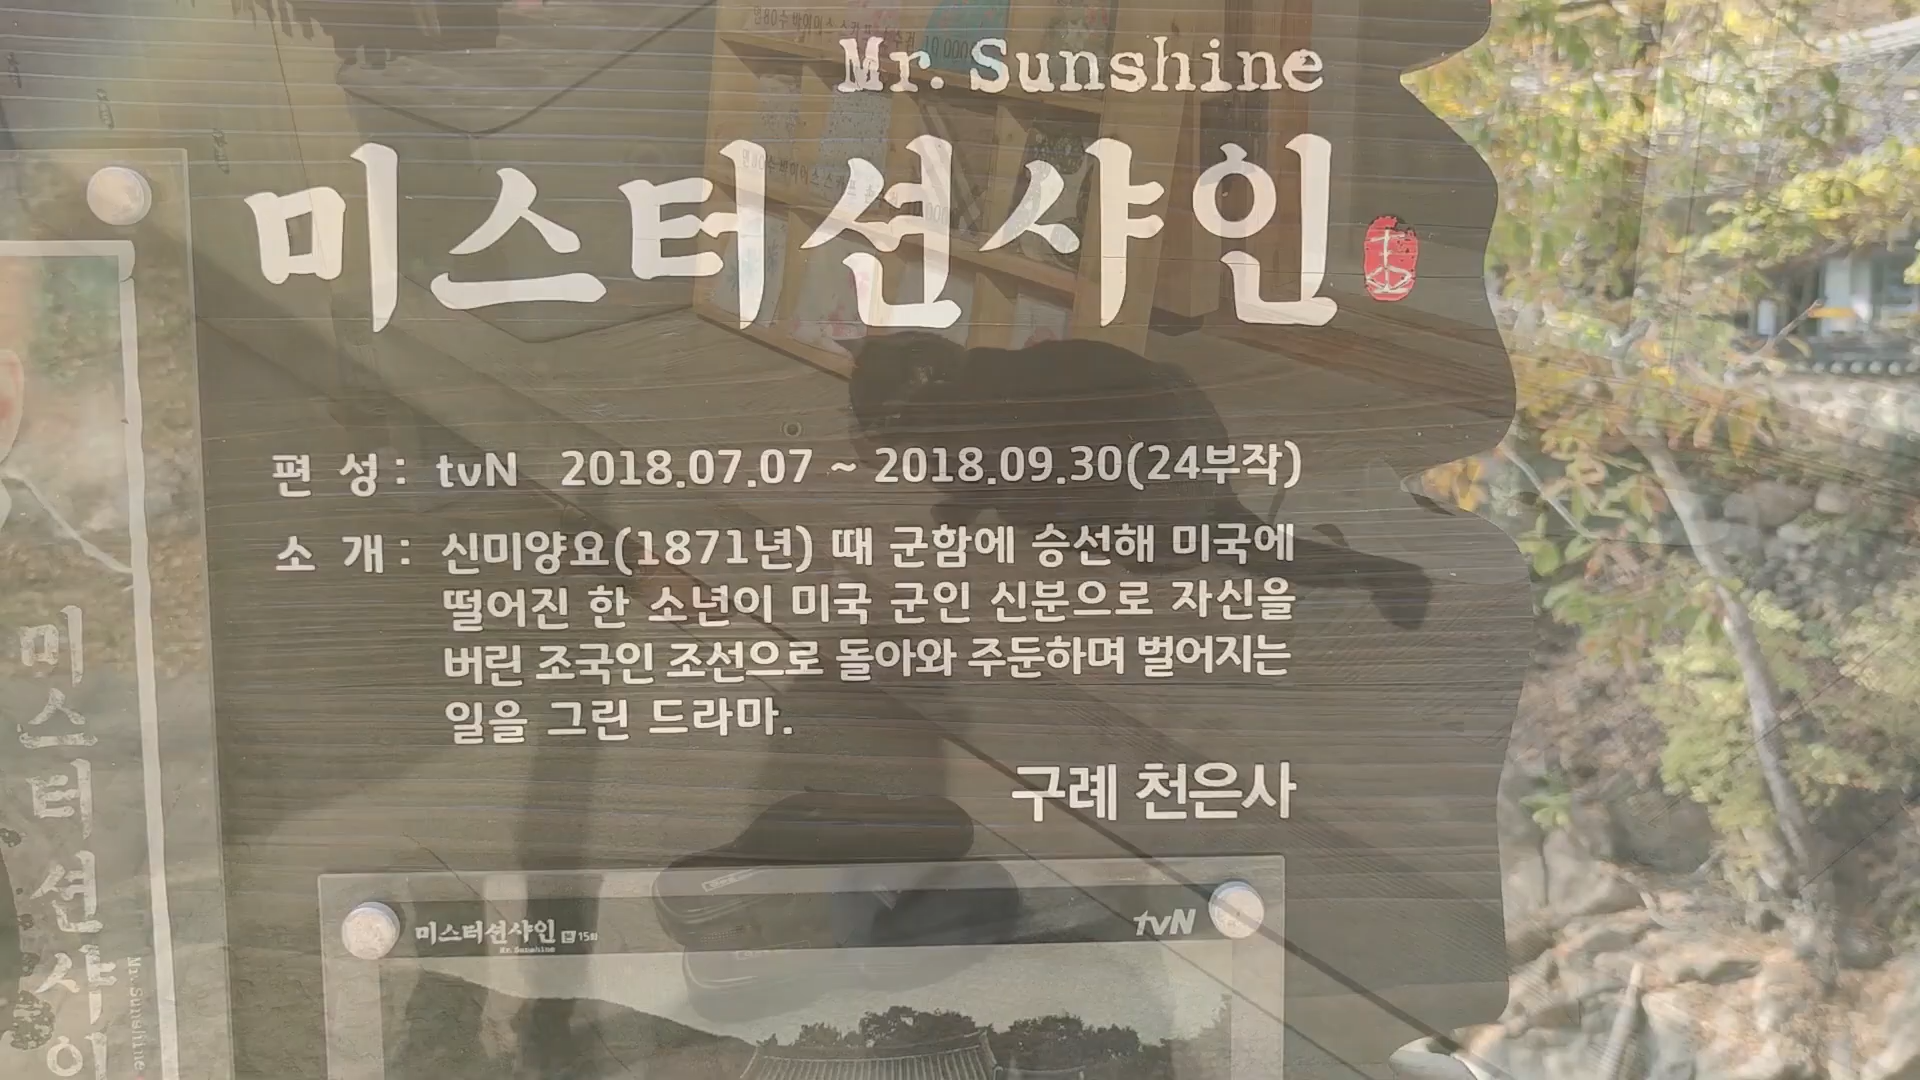 Mr. Sunshine
미스터션샤인
편 성 : tvN 2018.07.07 ~ 2018.09.30(24부작)
소 개 : 신미양요(1871년) 때 군함에 승선해 미국에
떨어진 한 소년이 미국 군인 신분으로 자신을
버린 조국인 조선으로 돌아와 주둔하며 벌어지는
일을 그린 드라마.
구례 천은사
미스터션샤인 15회
Mr. Sunshine
tvN
미스터션샤인
Mr. Sunshine